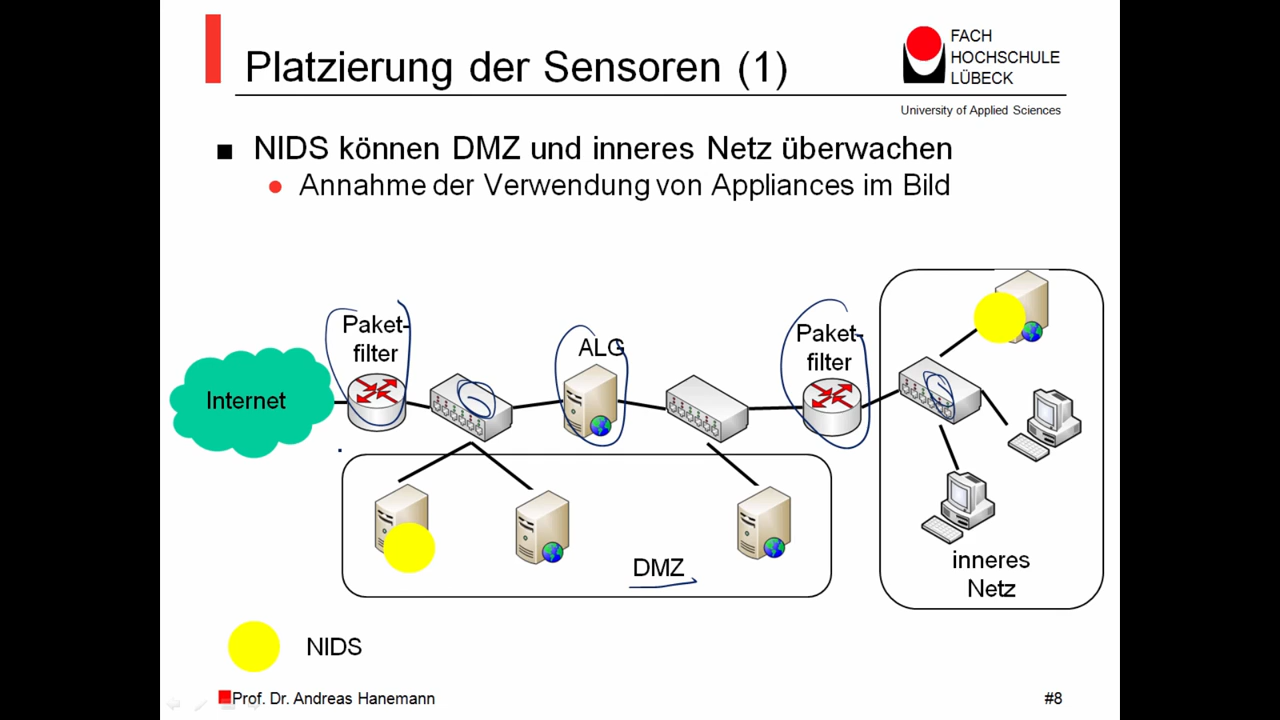 Platzierung der Sensoren (1)
FACH
HOCHSCHULE
LÜBECK
University of Applied Sciences
NIDS können DMZ und inneres Netz überwachen
Annahme der Verwendung von Appliances im Bild
Paket-
filter
ALG
Paket-
filter
Internet
DMZ
inneres
Netz
NIDS
Prof. Dr. Andreas Hanemann
#8